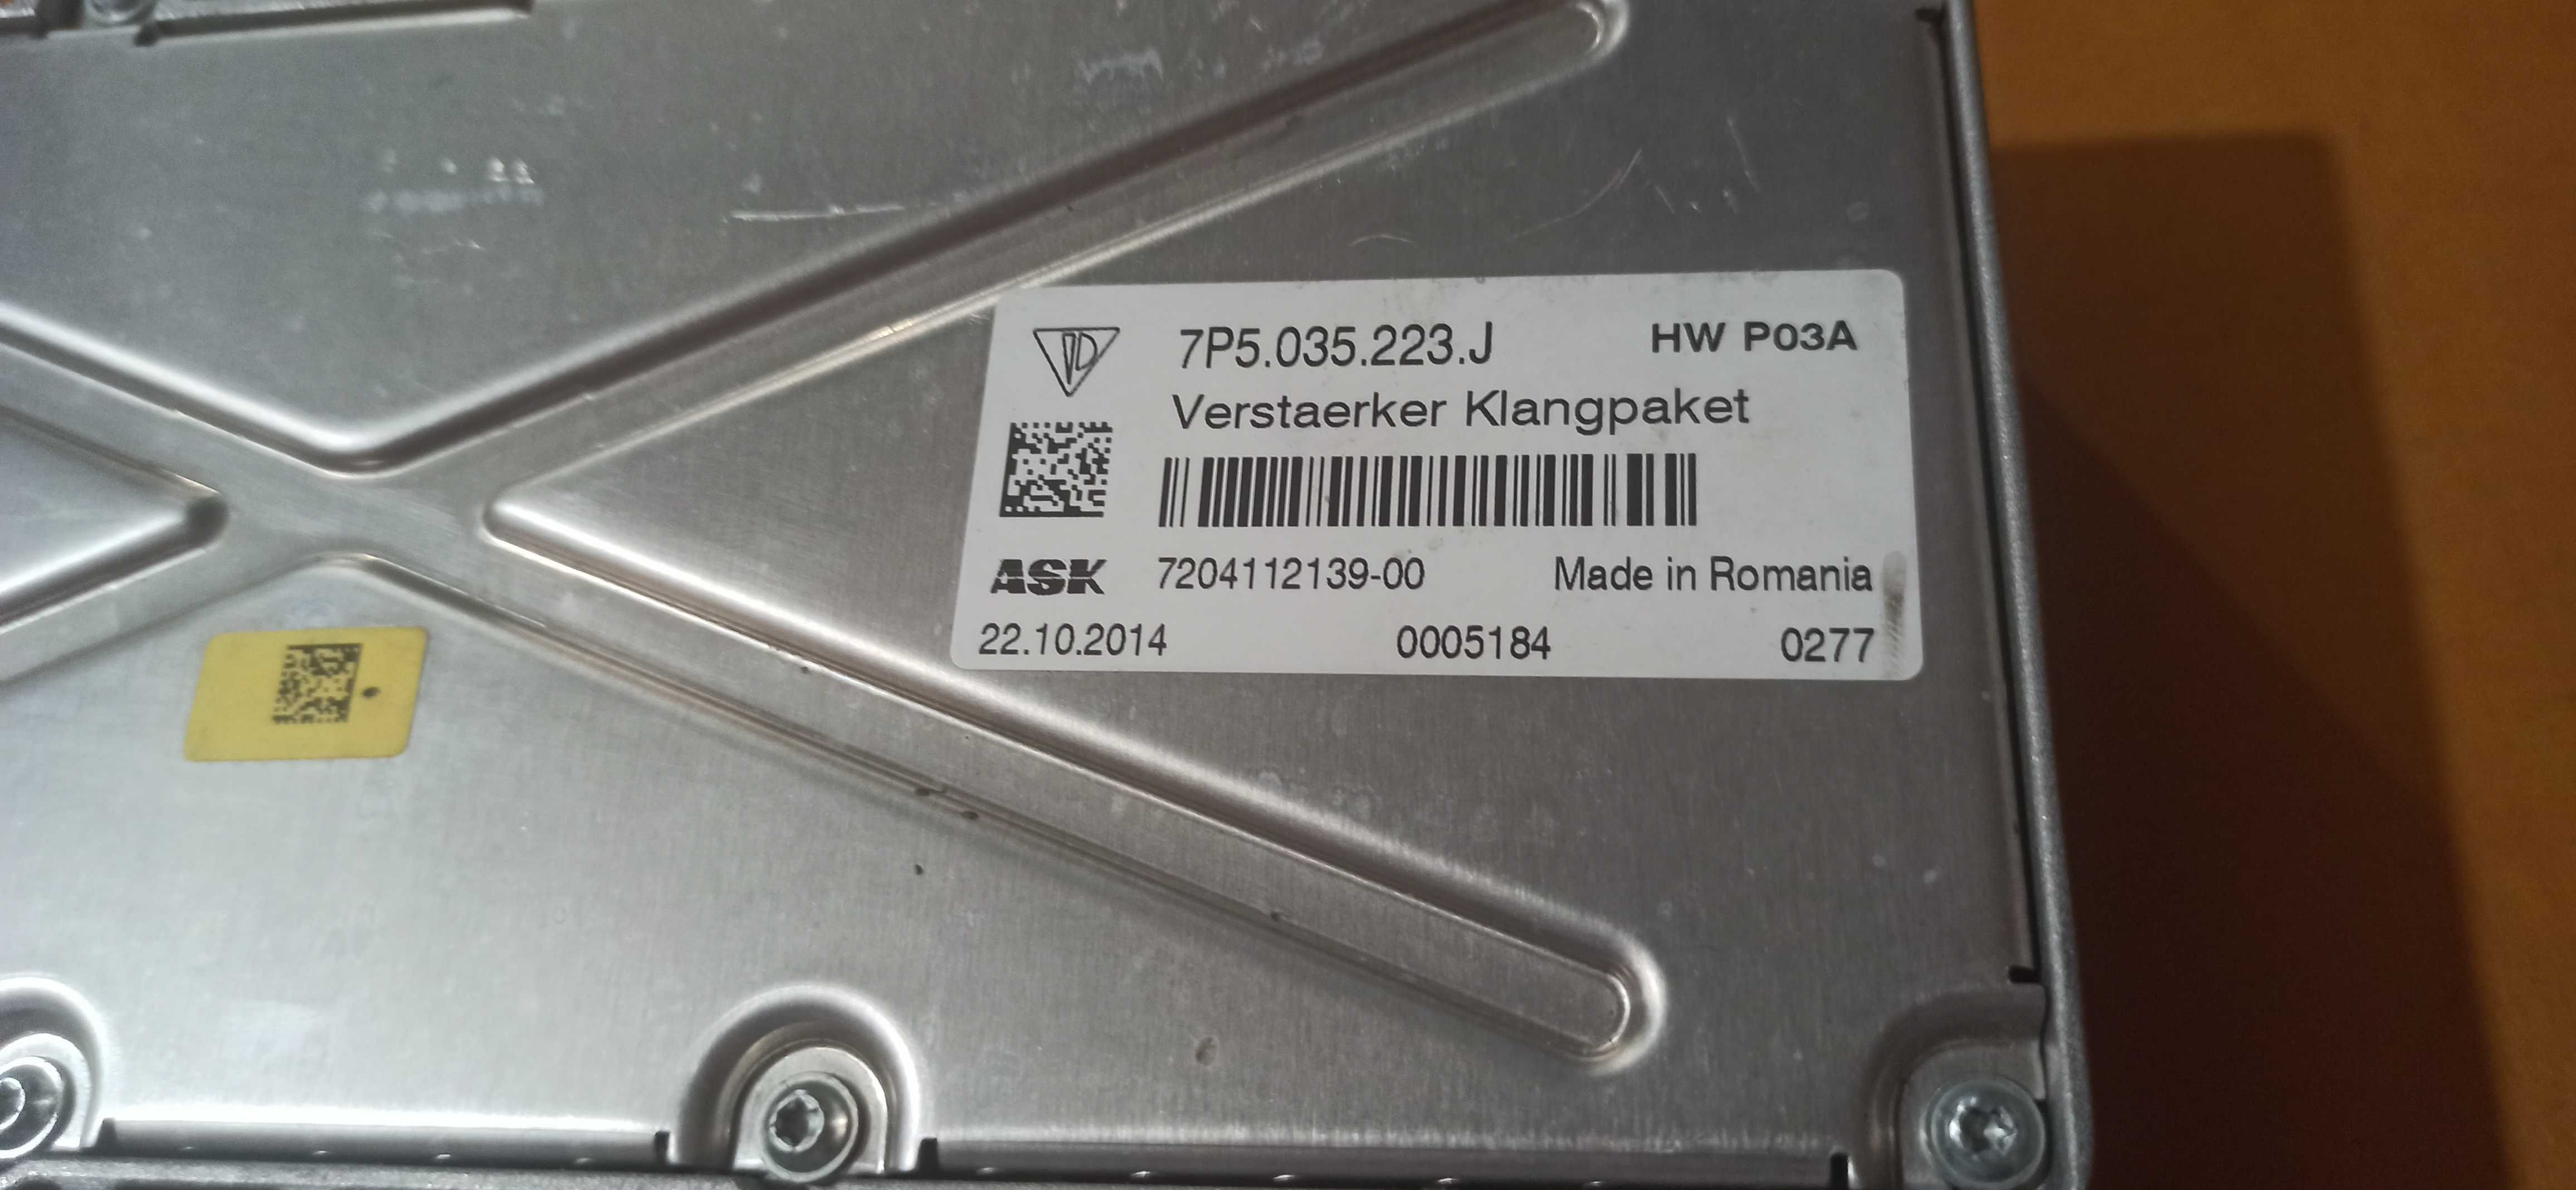 7P5.035.223.J HW P03A
Verstaerker Klangpaket
ASK 7204112139-00 Made in Romania
22.10.2014 0005184 0277